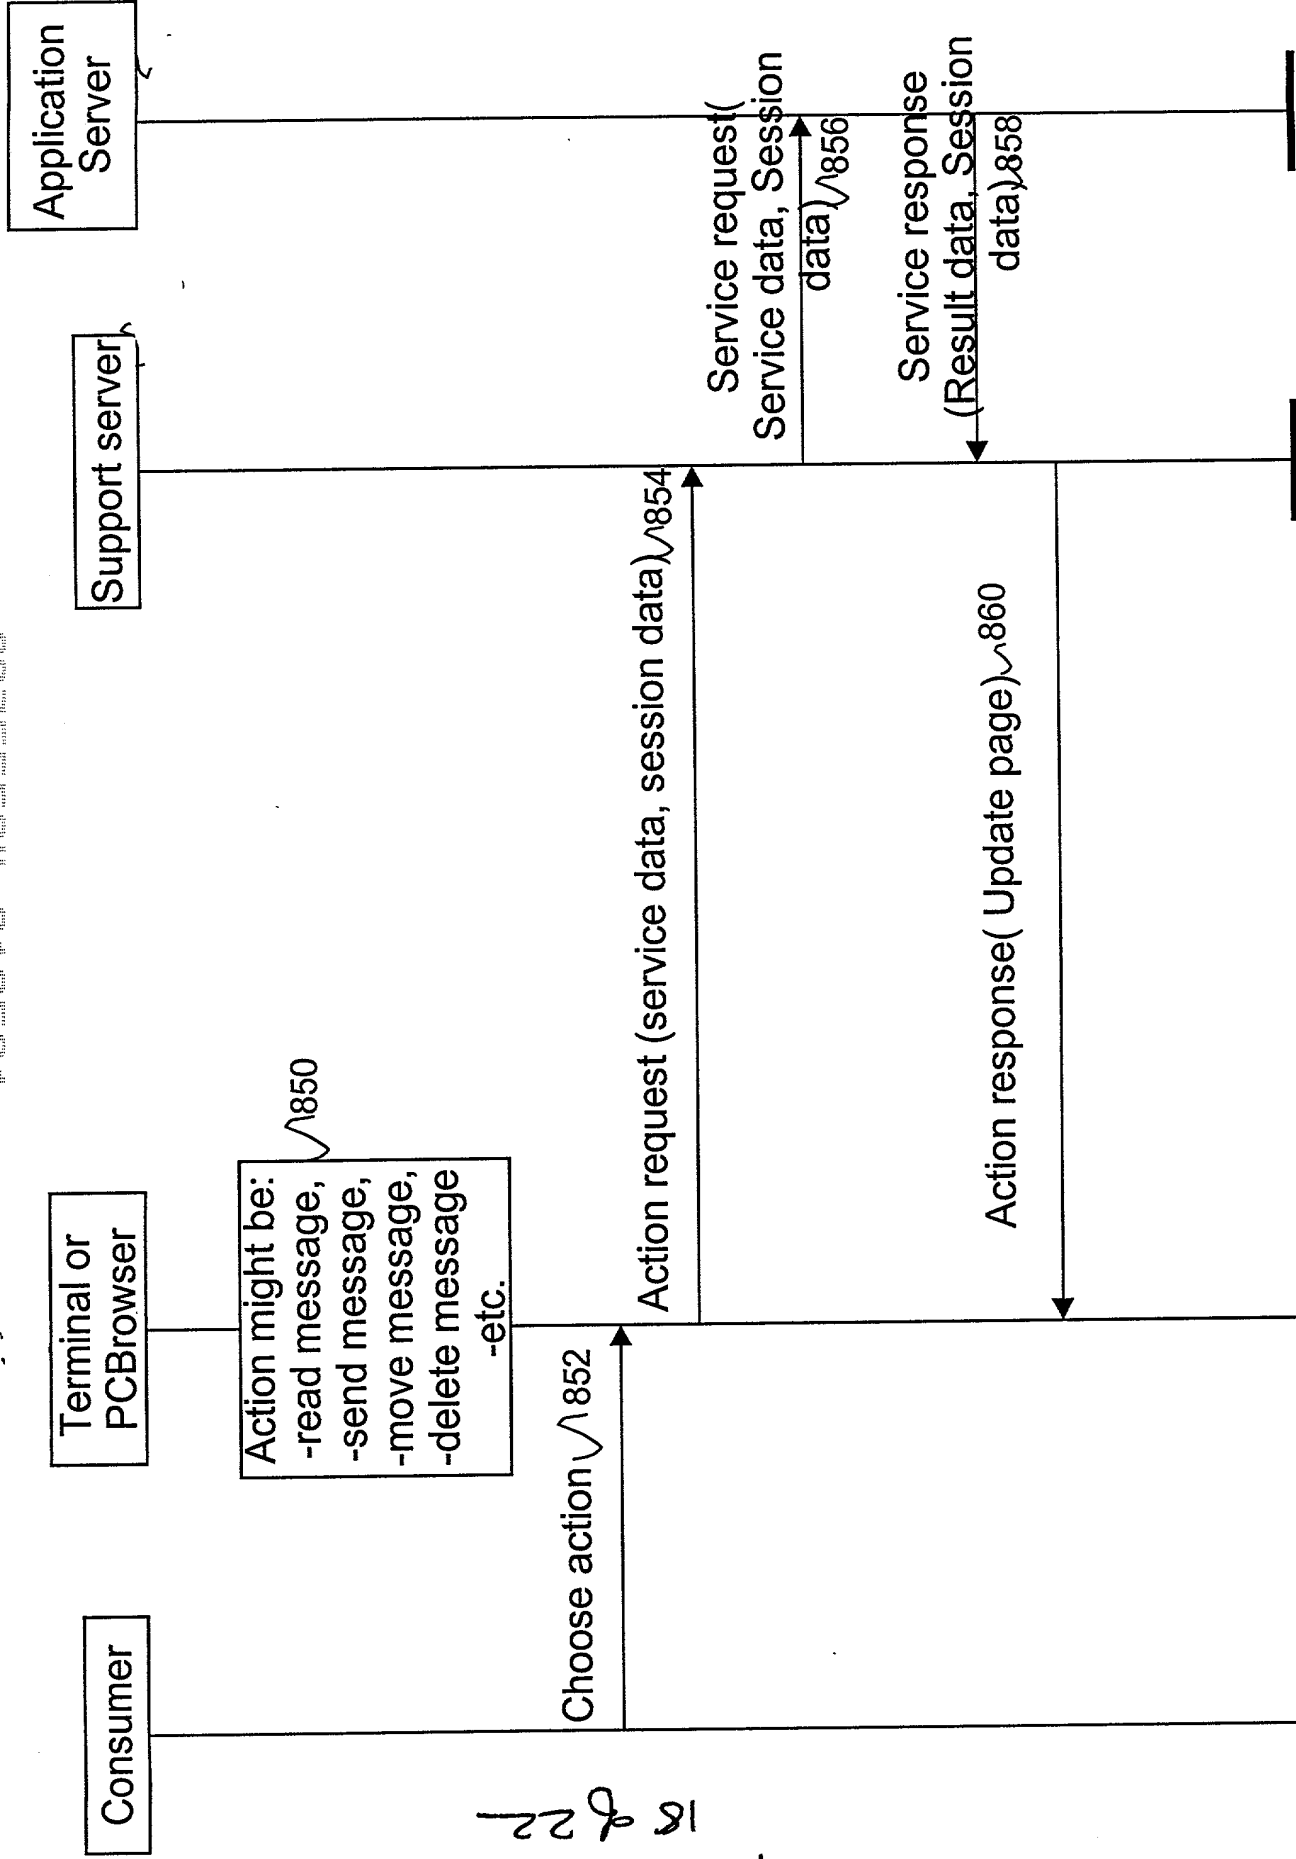 Consumer
Terminal or
PCBrowser
Support server
Application
Server
Action might be:
-read message,
-send message,
-move message,
-delete message
-etc.
850
Choose action 852
Action request (service data, session data) 854
Service request(
Service data, Session
data) 856
Service response
(Result data, Session
data) 858
Action response( Update page) 860
18 of 22